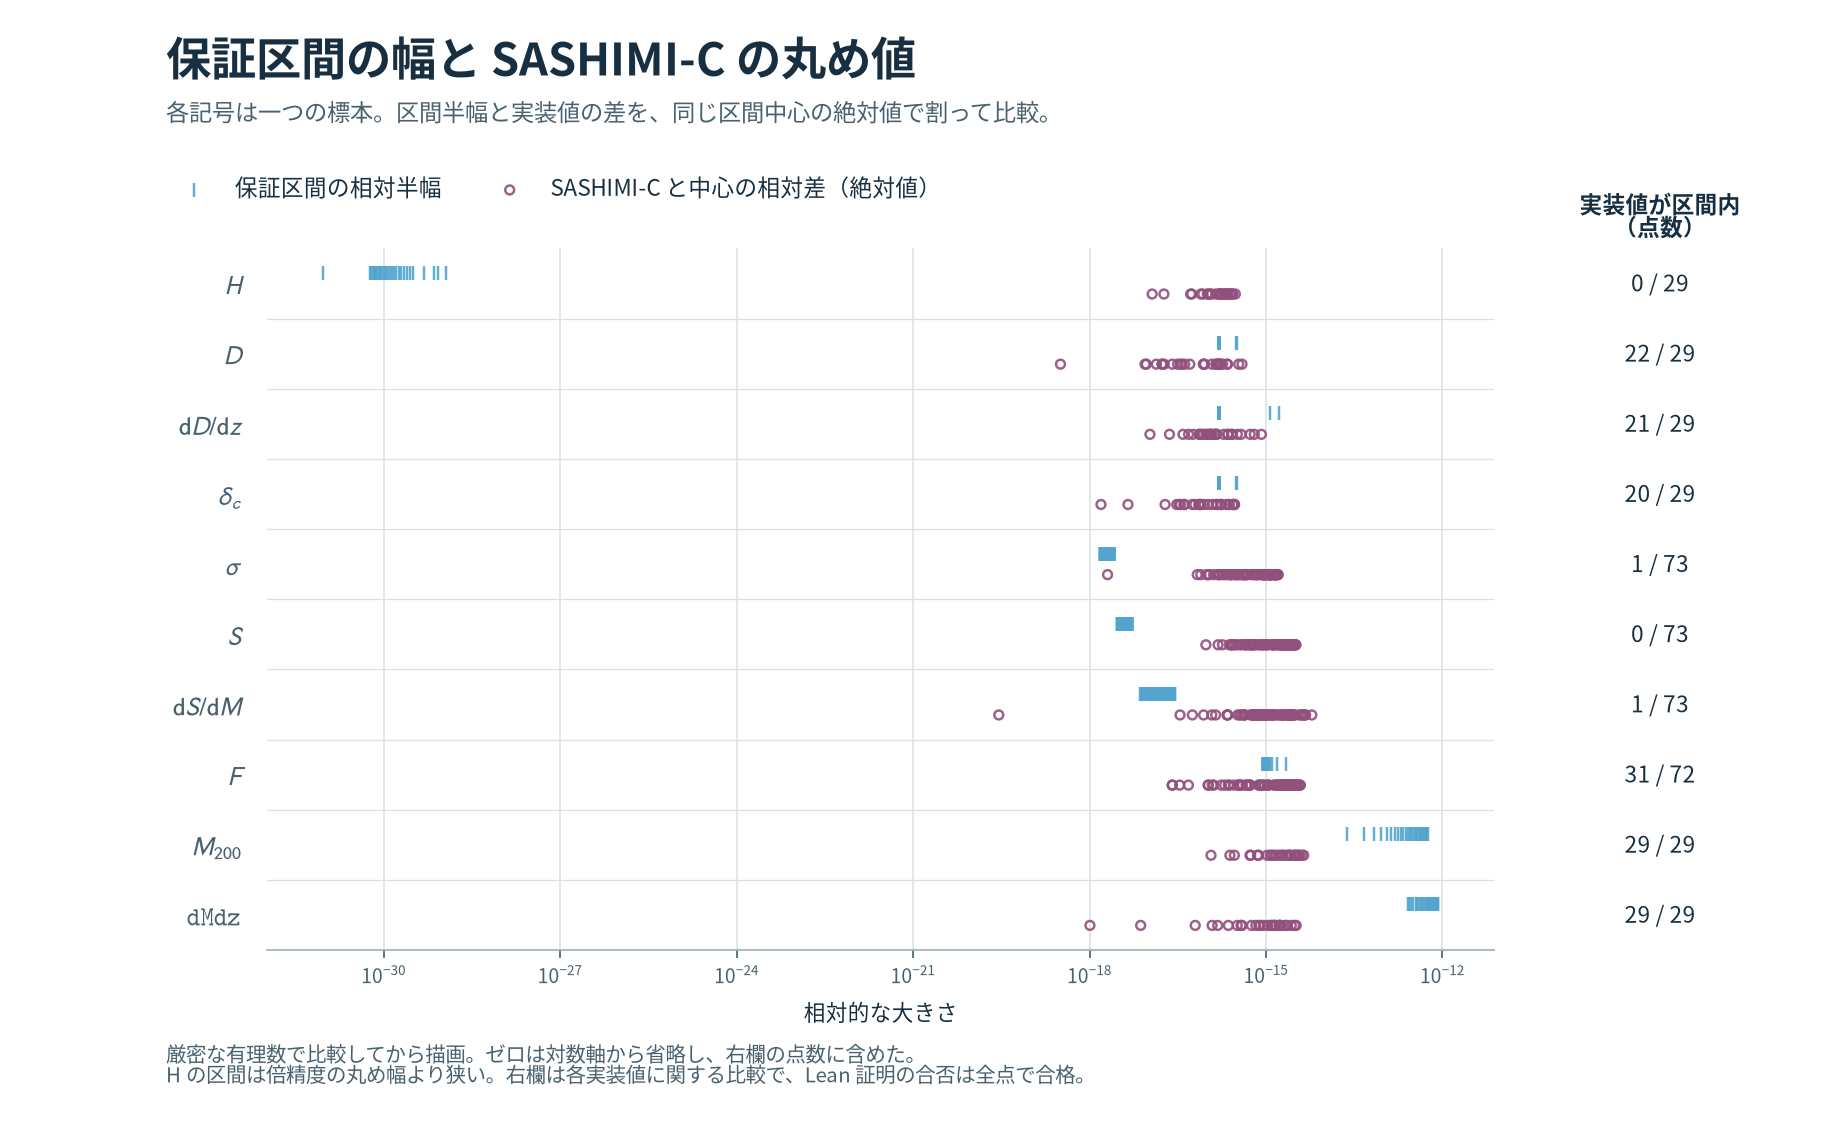 保証区間の幅と SASHIMI-C の丸め値
各記号は一つの標本。区間半幅と実装値の差を、同じ区間中心の絶対値で割って比較。
保証区間の相対半幅
SASHIMI-C と中心の相対差（絶対値）
実装値が区間内
（点数）
H
0 / 29
D
22 / 29
dD/dz
21 / 29
δc
20 / 29
σ
1 / 73
S
0 / 73
dS/dM
1 / 73
F
31 / 72
M200
29 / 29
dMdz
29 / 29
10⁻³⁰
10⁻²⁷
10⁻²⁴
10⁻²¹
10⁻¹⁸
10⁻¹⁵
10⁻¹²
相対的な大きさ
厳密な有理数で比較してから描画。ゼロは対数軸から省略し、右欄の点数に含めた。
H の区間は倍精度の丸め幅より狭い。右欄は各実装値に関する比較で、Lean 証明の合否は全点で合格。